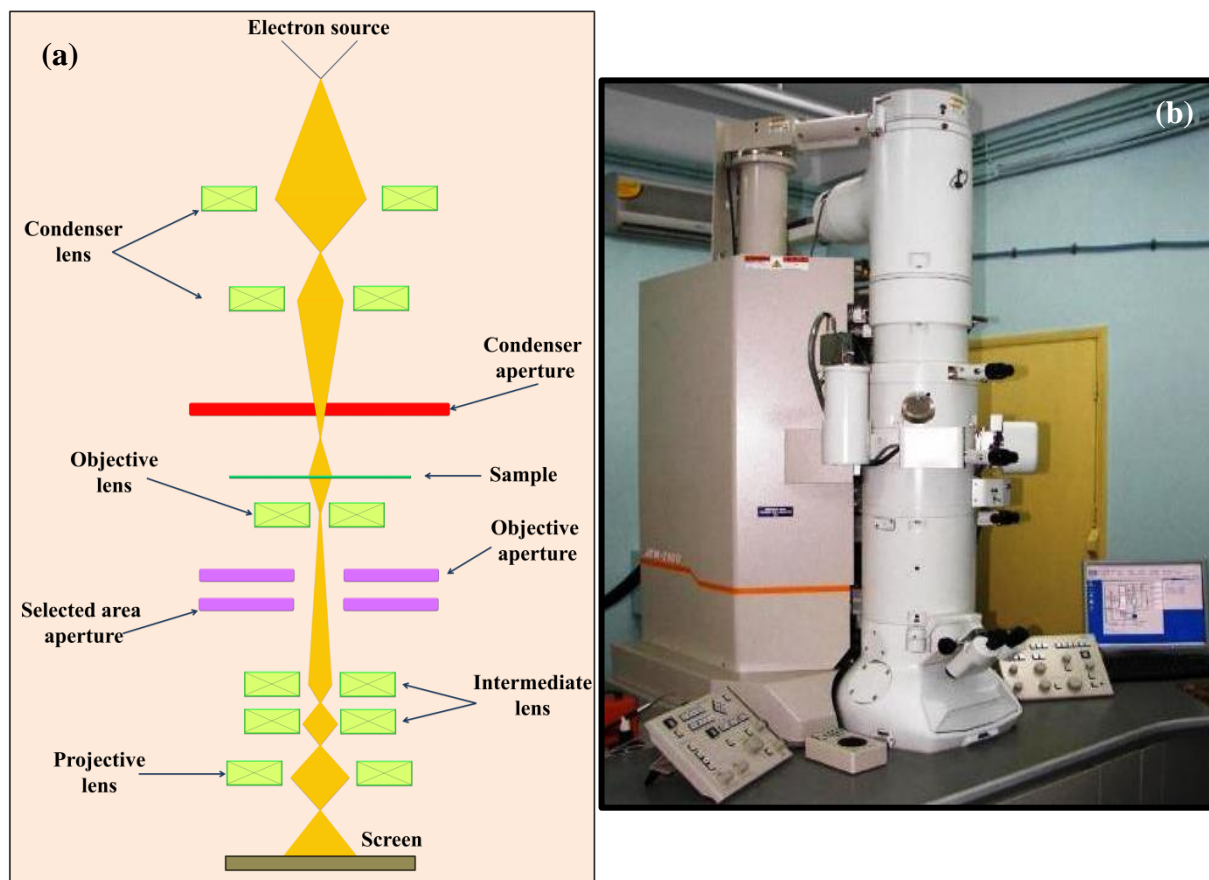 (a)
Electron source
Condenser
lens
Condenser
aperture
Objective
lens
Sample
Objective
aperture
Selected area
aperture
Intermediate
lens
Projective
lens
Screen
(b)